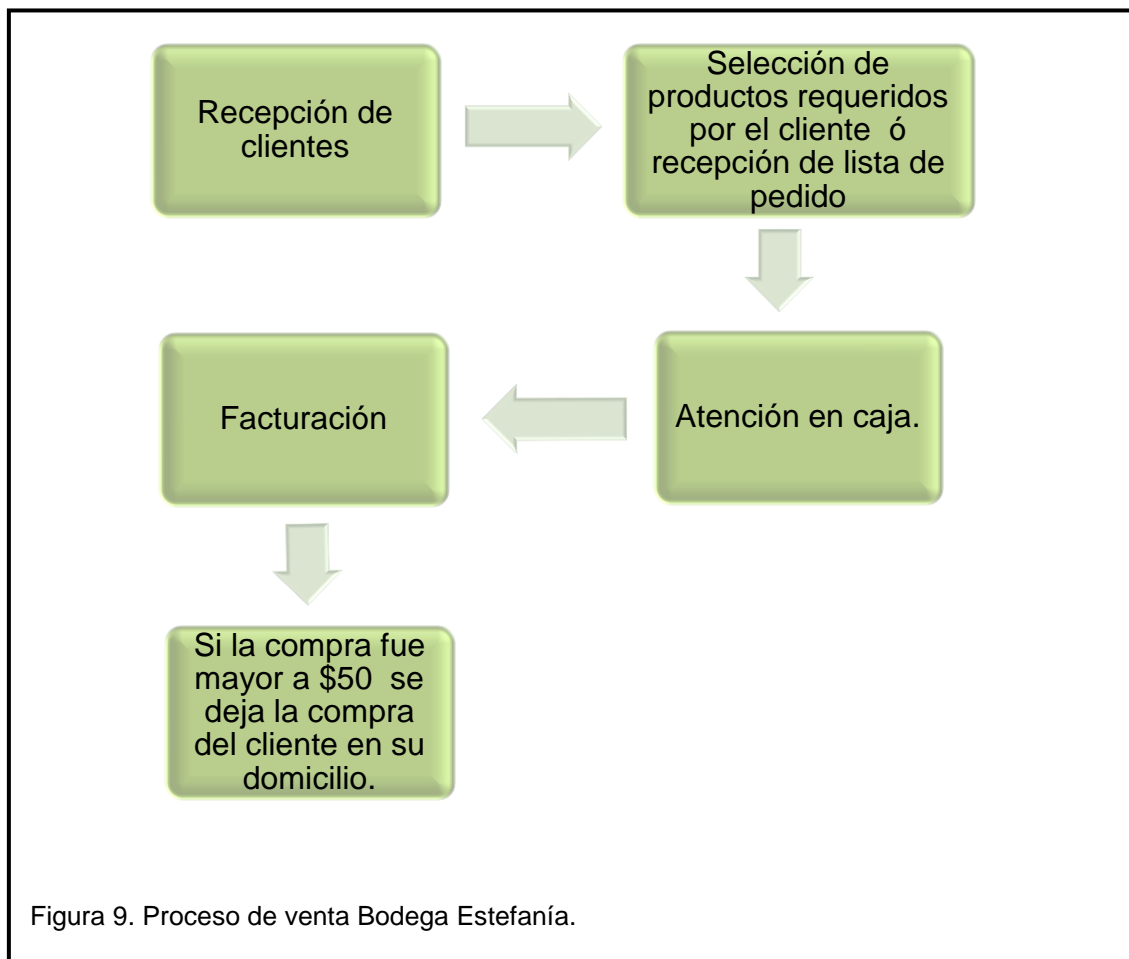 Recepción de
clientes
Selección de
productos requeridos
por el cliente ó
recepción de lista de
pedido
Atención en caja.
Facturación
Si la compra fue
mayor a $50 se
deja la compra
del cliente en su
domicilio.
Figura 9. Proceso de venta Bodega Estefanía.